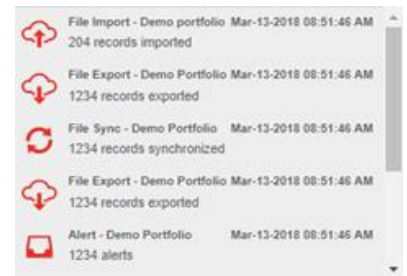 File Import - Demo portfolio Mar-13-2018 08:51:46 AM
204 records imported
File Export - Demo Portfolio Mar-13-2018 08:51:46 AM
1234 records exported
File Sync - Demo Portfolio Mar-13-2018 08:51:46 AM
1234 records synchronized
File Export - Demo Portfolio Mar-13-2018 08:51:46 AM
1234 records exported
Alert - Demo Portfolio Mar-13-2018 08:51:46 AM
1234 alerts